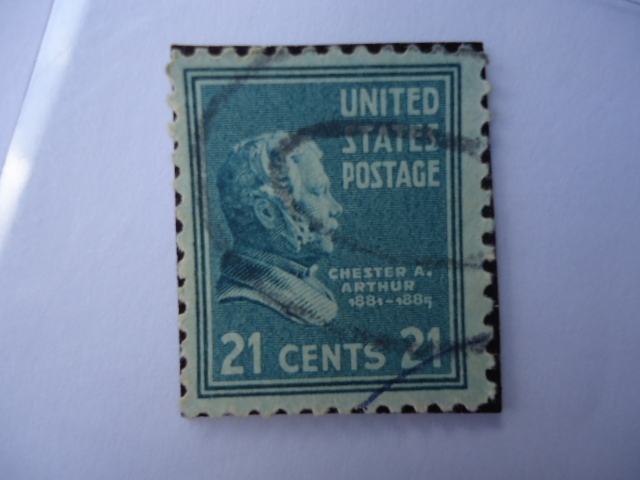 UNITED
STATES
POSTAGE
CHESTER A.
ARTHUR
1881-1885
21 CENTS 21